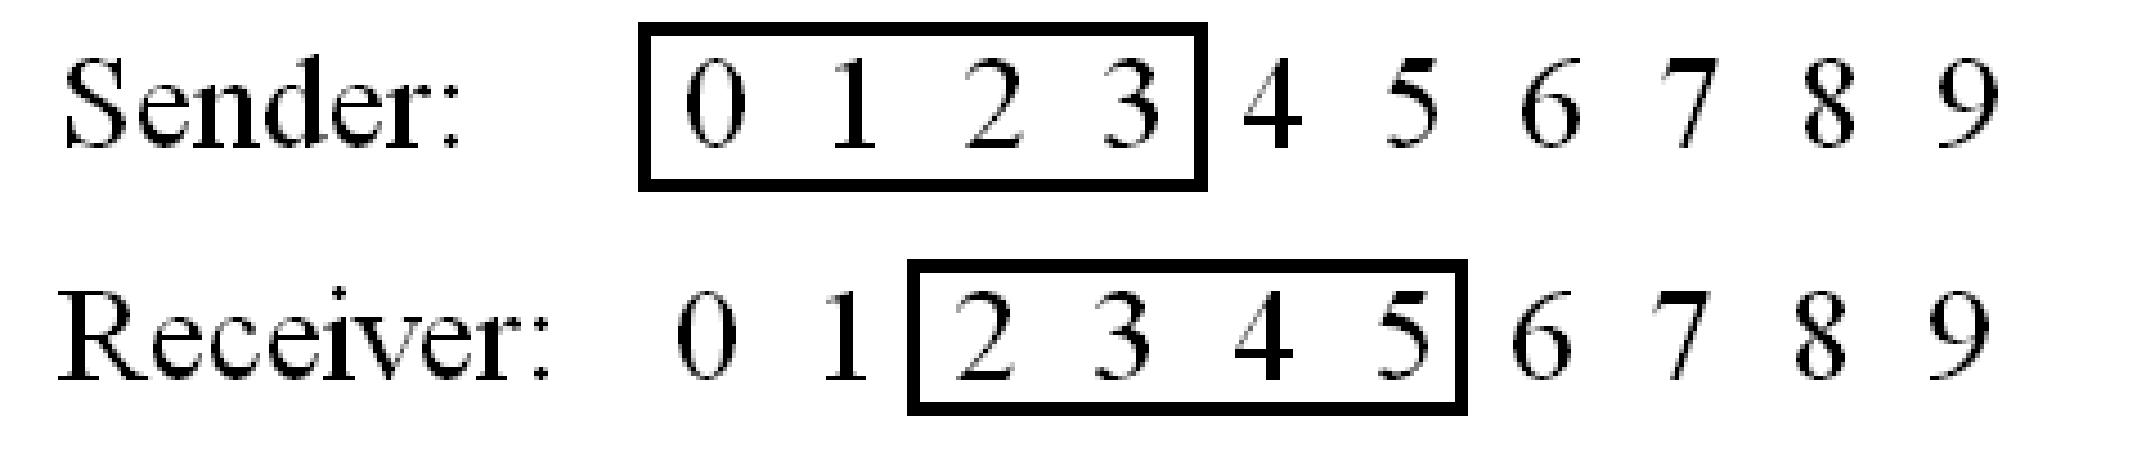 Sender: 0 1 2 3 4 5 6 7 8 9
Receiver: 0 1 2 3 4 5 6 7 8 9